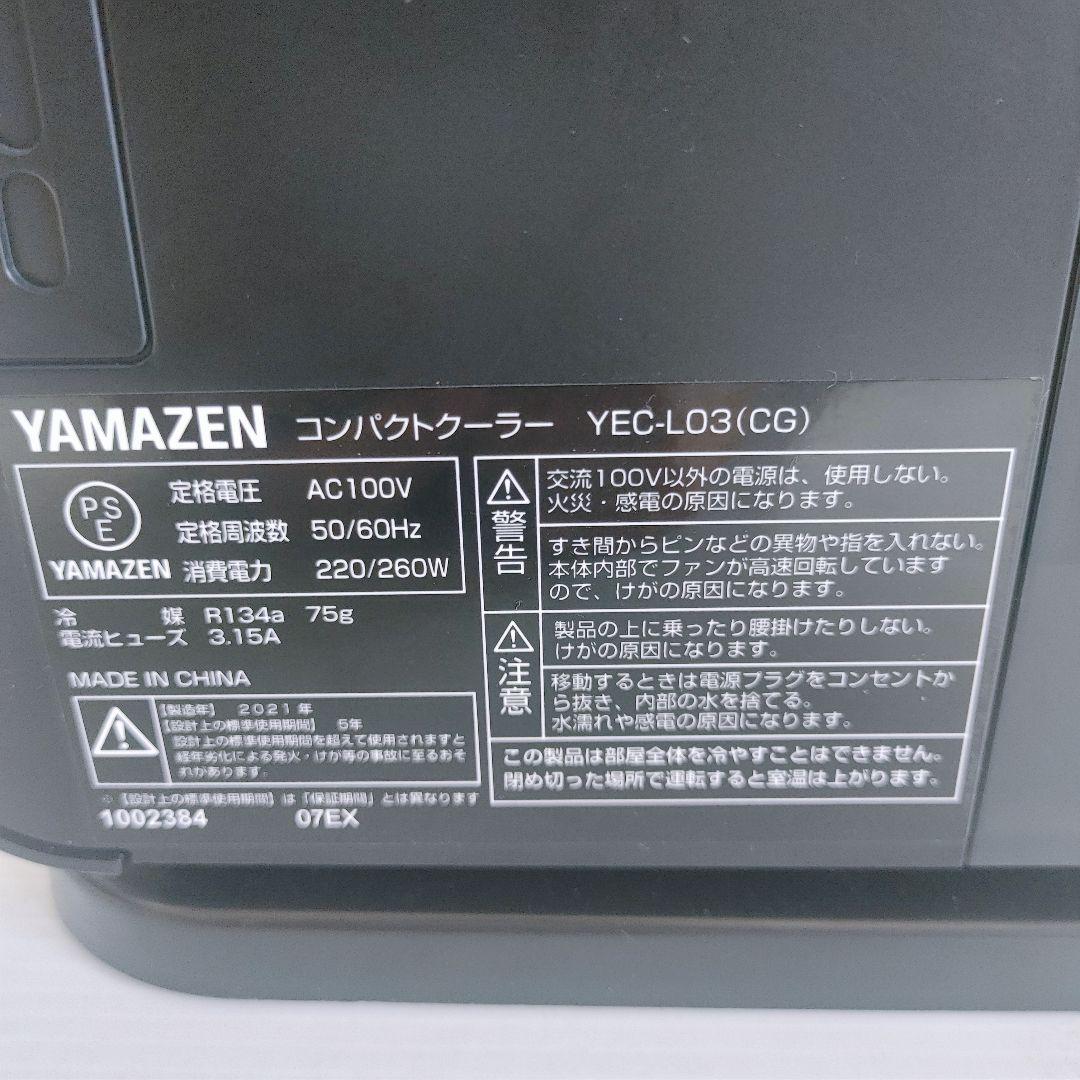 YAMAZEN コンパクトクーラー YEC-L03(CG)
PSE
定格電圧 AC100V
定格周波数 50/60Hz
YAMAZEN 消費電力 220/260W
冷媒 R134a 75g
電流ヒューズ 3.15A
MADE IN CHINA
【製造年】 2021年
【設計上の標準使用期間】 5年
設計上の標準使用期間を超えて使用されますと
経年劣化による発火・けが等の事故に至るおそ
れがあります。
※【設計上の標準使用期間】は「保証期間」とは異なります
1002384 07EX
警告
交流100V以外の電源は、使用しない。
火災・感電の原因になります。
すき間からピンなどの異物や指を入れない。
本体内部でファンが高速回転しています
ので、けがの原因になります。
注意
製品の上に乗ったり腰掛けたりしない。
けがの原因になります。
移動するときは電源プラグをコンセントか
ら抜き、内部の水を捨てる。
水濡れや感電の原因になります。
この製品は部屋全体を冷やすことはできません。
閉め切った場所で運転すると室温は上がります。